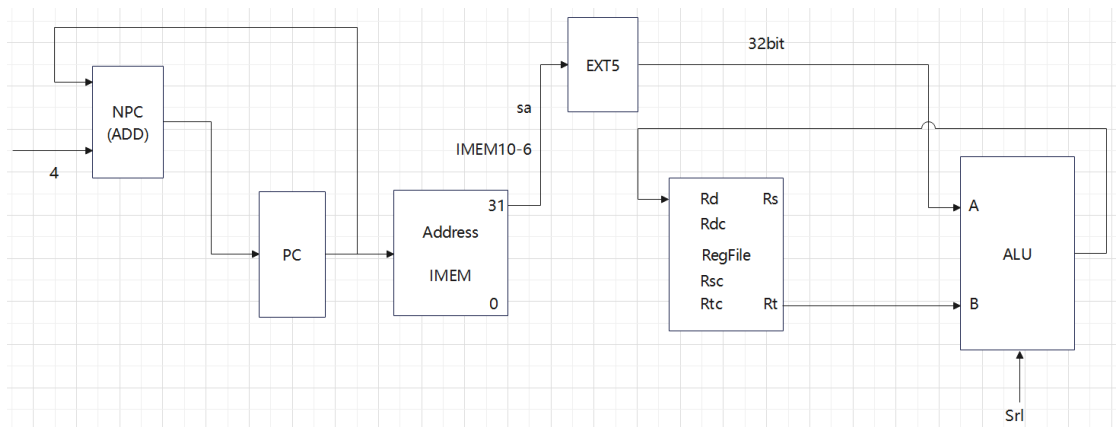 NPC
(ADD)
4
PC
31
Address
IMEM
0
sa
IMEM10-6
EXT5
32bit
Rd
Rs
Rdc
RegFile
Rsc
Rtc
Rt
A
ALU
B
Srl